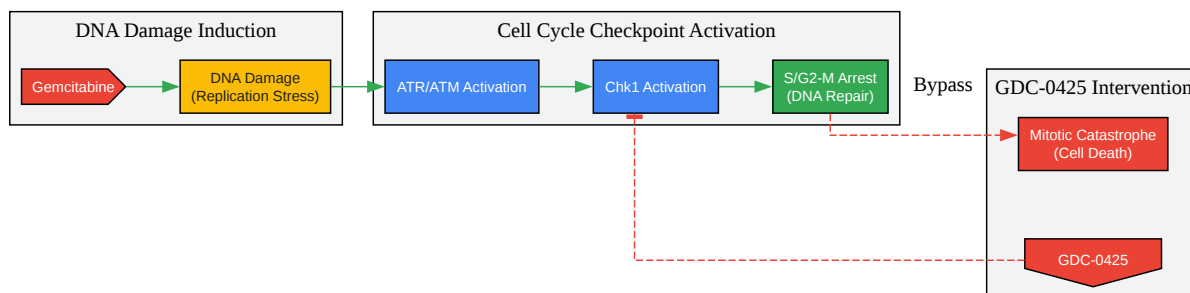 DNA Damage Induction
Gemcitabine
DNA Damage
(Replication Stress)
Cell Cycle Checkpoint Activation
ATR/ATM Activation
Chk1 Activation
S/G2-M Arrest
(DNA Repair)
Bypass
GDC-0425 Intervention
Mitotic Catastrophe
(Cell Death)
GDC-0425